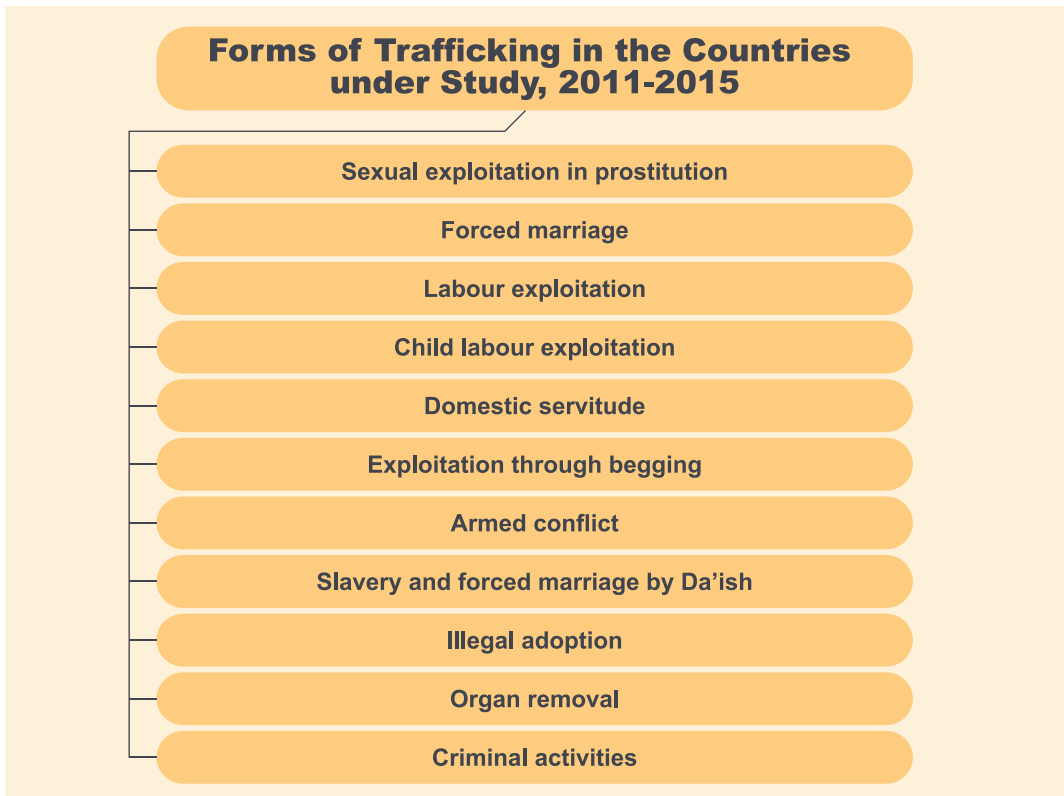 Forms of Trafficking in the Countries
under Study, 2011-2015
Sexual exploitation in prostitution
Forced marriage
Labour exploitation
Child labour exploitation
Domestic servitude
Exploitation through begging
Armed conflict
Slavery and forced marriage by Da’ish
Illegal adoption
Organ removal
Criminal activities